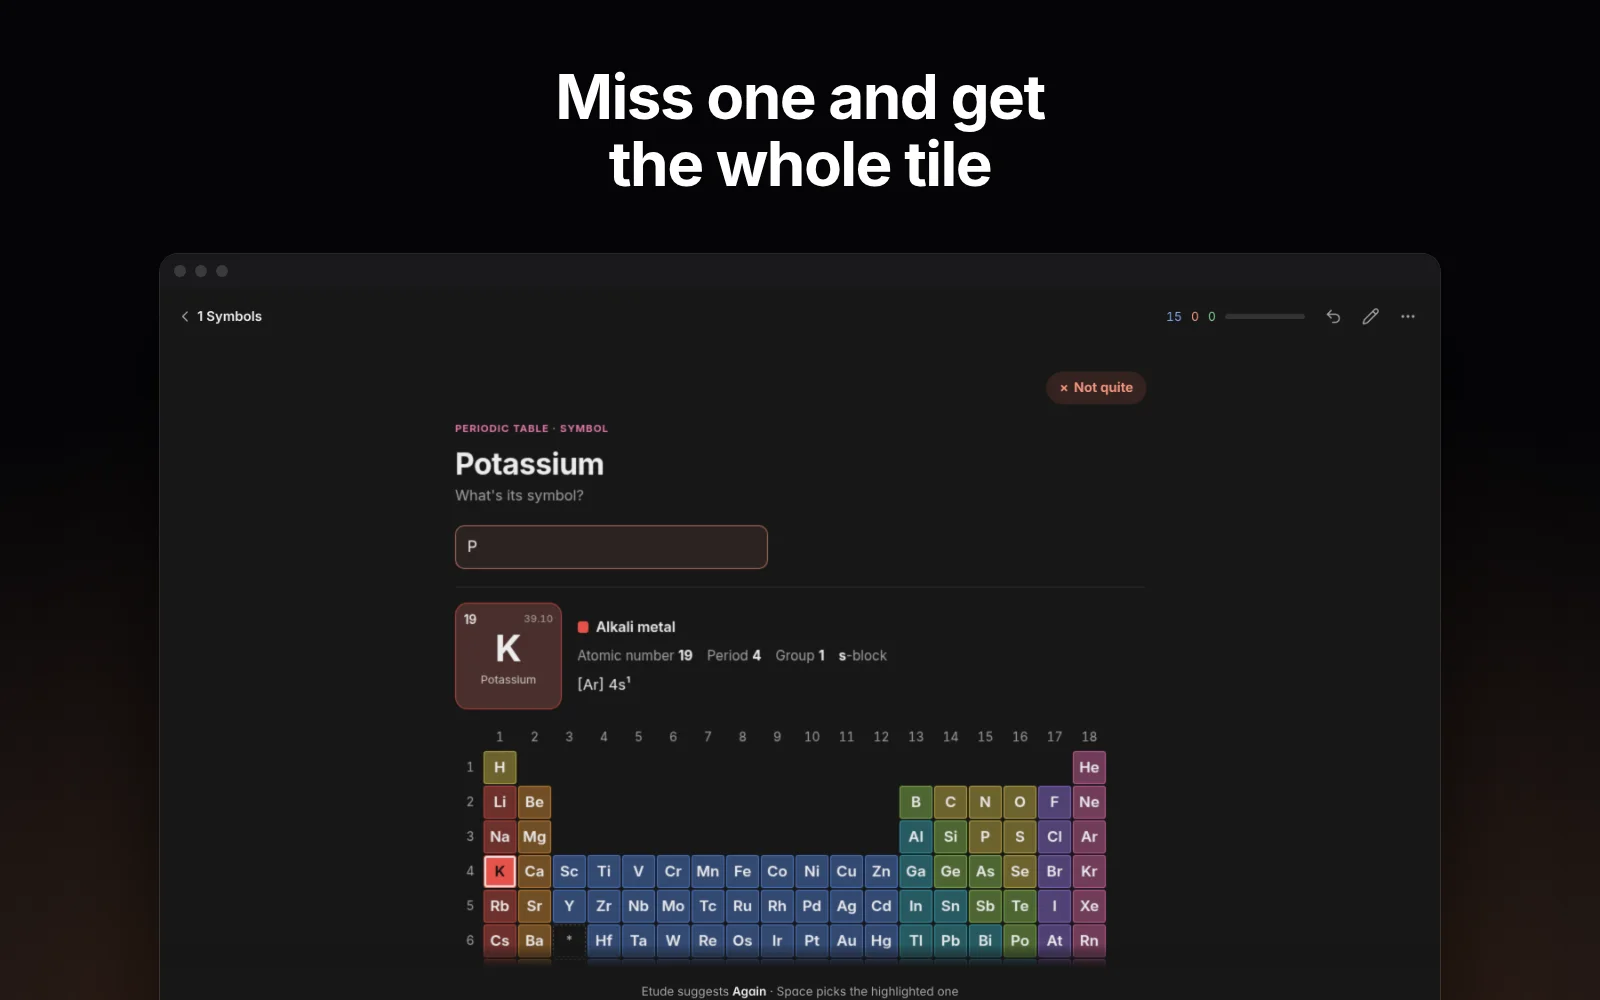 Miss one and get
the whole tile
1 Symbols
15 0 0
× Not quite
PERIODIC TABLE · SYMBOL
Potassium
What's its symbol?
P
19 39.10
K
Potassium
Alkali metal
Atomic number 19 Period 4 Group 1 s-block
[Ar] 4s¹
1 2 3 4 5 6 7 8 9 10 11 12 13 14 15 16 17 18
1 H He
2 Li Be B C N O F Ne
3 Na Mg Al Si P S Cl Ar
4 K Ca Sc Ti V Cr Mn Fe Co Ni Cu Zn Ga Ge As Se Br Kr
5 Rb Sr Y Zr Nb Mo Tc Ru Rh Pd Ag Cd In Sn Sb Te I Xe
6 Cs Ba * Hf Ta W Re Os Ir Pt Au Hg Tl Pb Bi Po At Rn
Etude suggests Again · Space picks the highlighted one